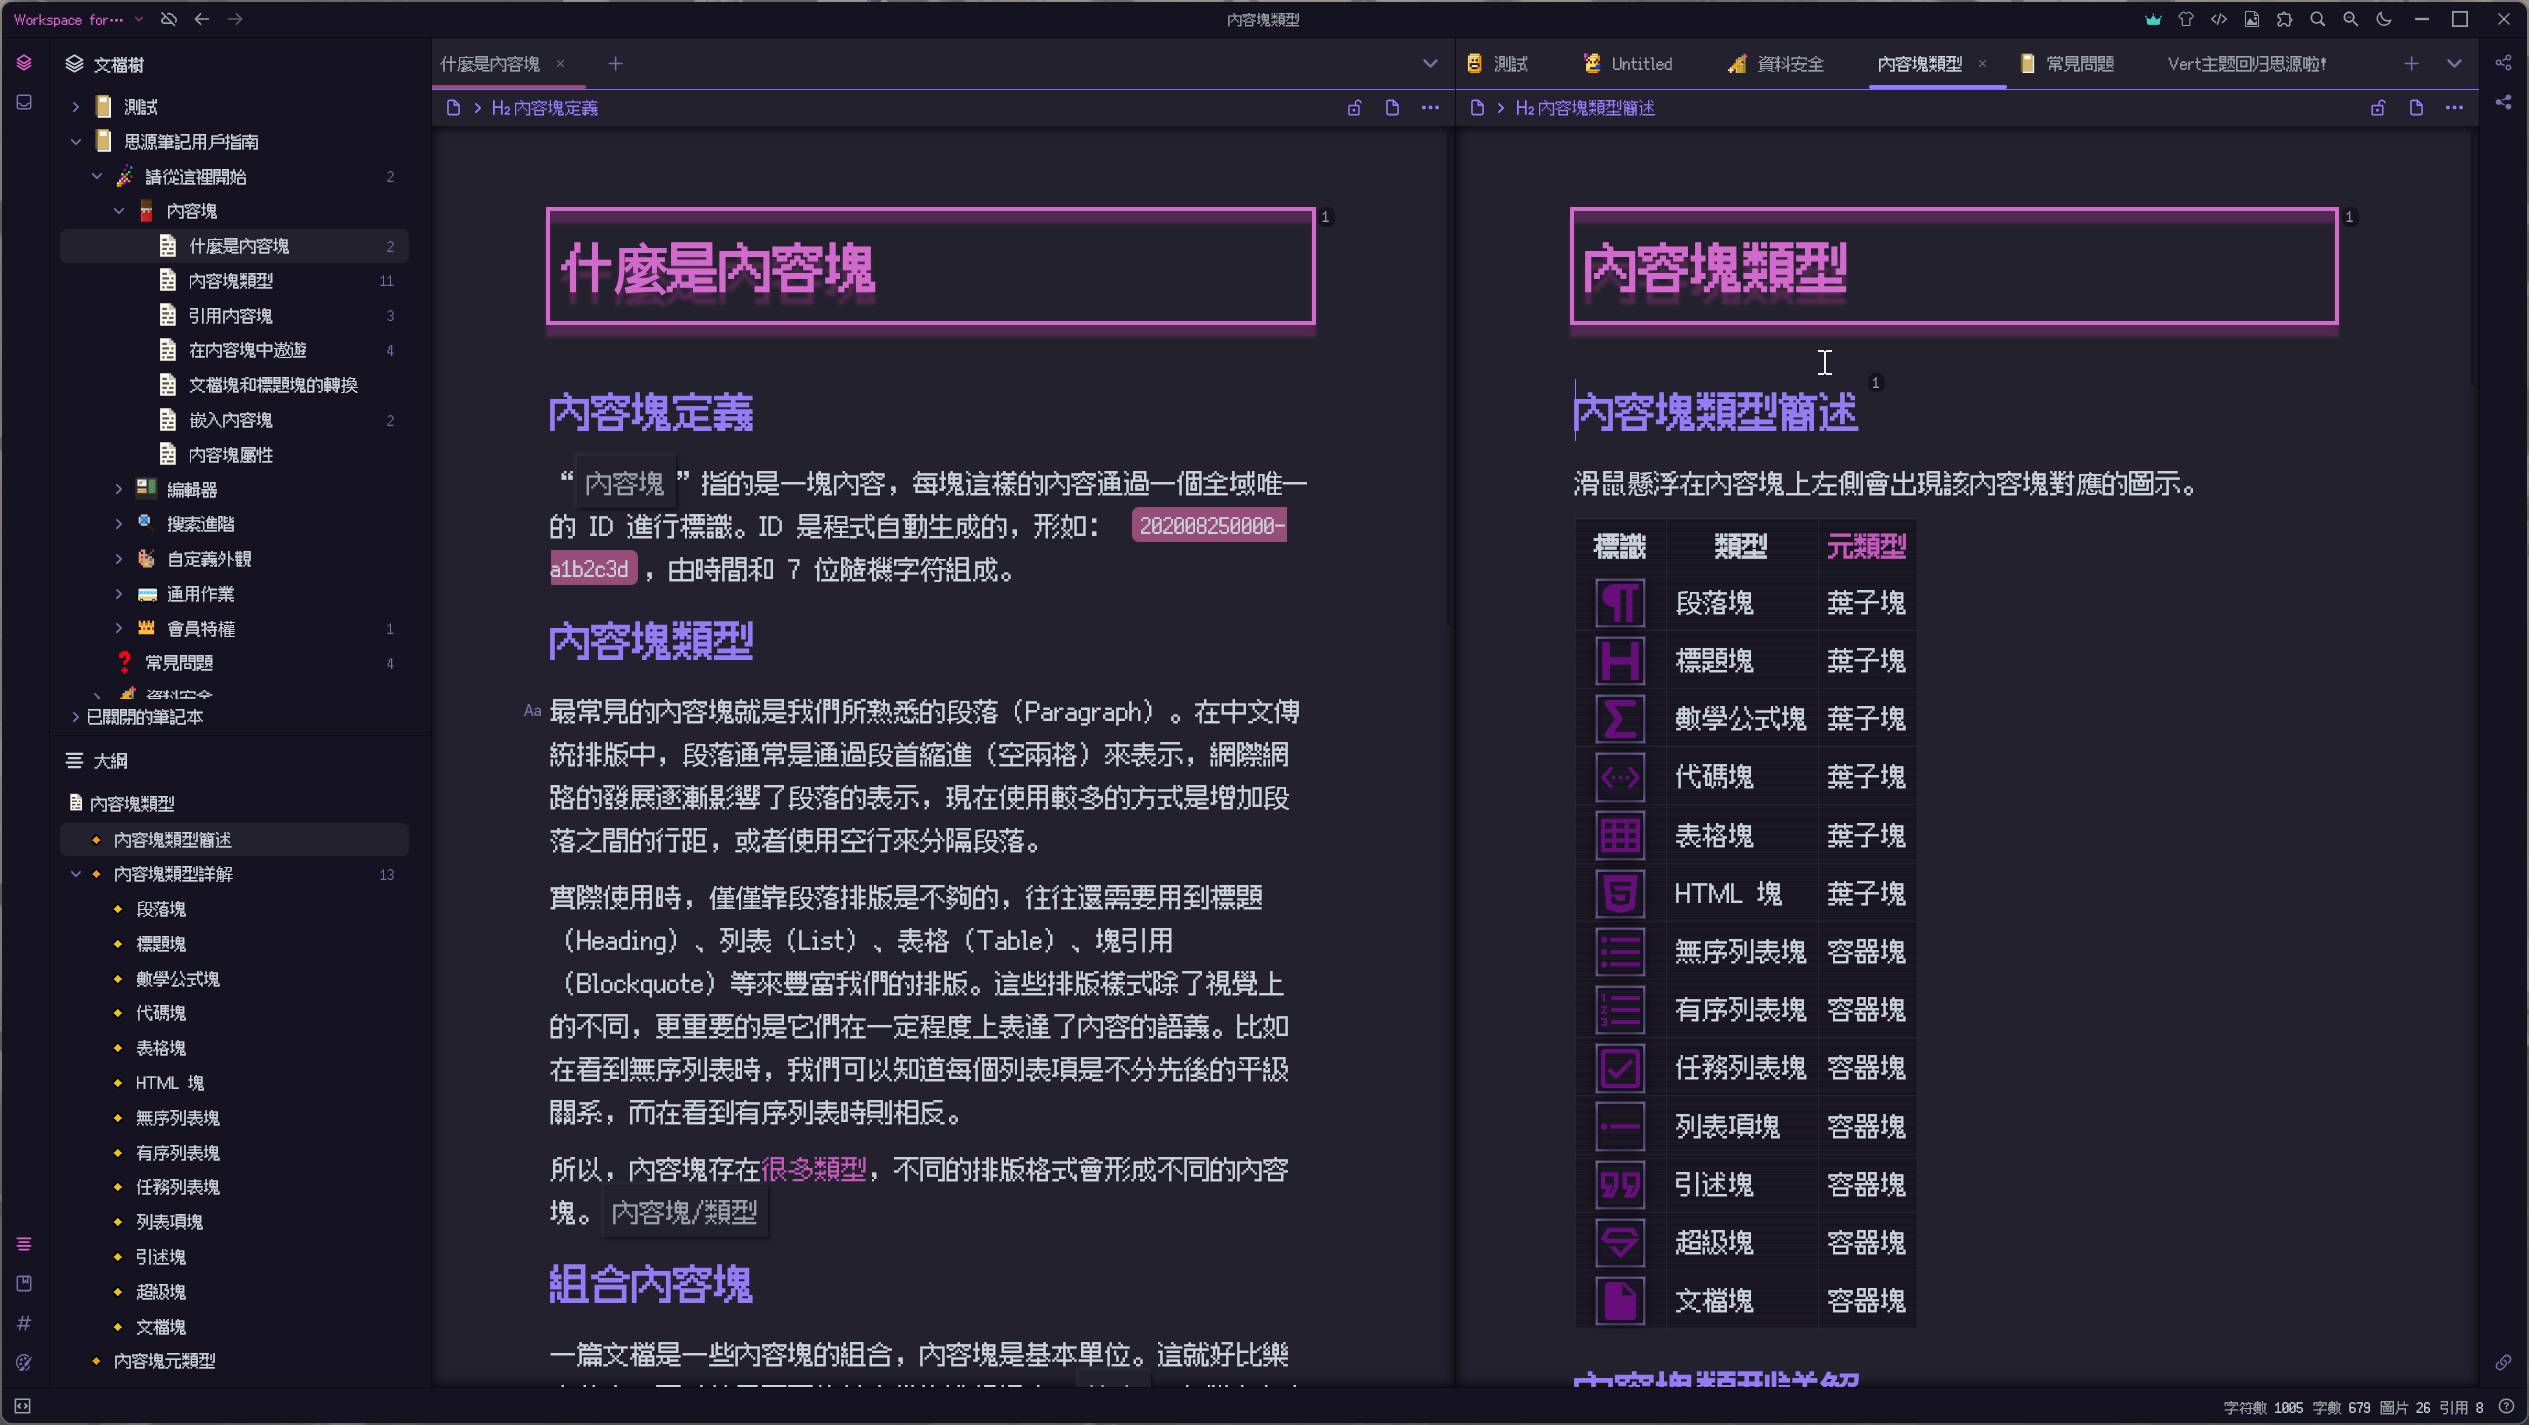 Workspace for…
內容塊類型
文檔樹
測試
思源筆記用戶指南
請從這裡開始 2
內容塊
什麼是內容塊 2
內容塊類型 11
引用內容塊 3
在內容塊中遨遊 4
文檔塊和標題塊的轉換
嵌入內容塊 2
內容塊屬性
編輯器
搜索進階
自定義外觀
通用作業
會員特權 1
常見問題 4
資料安全
已關閉的筆記本
大綱
內容塊類型
內容塊類型簡述
內容塊類型詳解 13
段落塊
標題塊
數學公式塊
代碼塊
表格塊
HTML 塊
無序列表塊
有序列表塊
任務列表塊
列表項塊
引述塊
超級塊
文檔塊
內容塊元類型
什麼是內容塊
H2 內容塊定義
什麼是內容塊 1
內容塊定義
“ 內容塊 ”指的是一塊內容，每塊這樣的內容通過一個全域唯一
的 ID 進行標識。ID 是程式自動生成的，形如： 202008250000-
a1b2c3d ，由時間和 7 位隨機字符組成。
內容塊類型
Aa 最常見的內容塊就是我們所熟悉的段落（Paragraph）。在中文傳
統排版中，段落通常是通過段首縮進（空兩格）來表示，網際網
路的發展逐漸影響了段落的表示，現在使用較多的方式是增加段
落之間的行距，或者使用空行來分隔段落。
實際使用時，僅僅靠段落排版是不夠的，往往還需要用到標題
（Heading）、列表（List）、表格（Table）、塊引用
（Blockquote）等來豐富我們的排版。這些排版樣式除了視覺上
的不同，更重要的是它們在一定程度上表達了內容的語義。比如
在看到無序列表時，我們可以知道每個列表項是不分先後的平級
關系，而在看到有序列表時則相反。
所以，內容塊存在很多類型，不同的排版格式會形成不同的內容
塊。 內容塊/類型
組合內容塊
一篇文檔是一些內容塊的組合，內容塊是基本單位。這就好比樂
測試 Untitled 資料安全 內容塊類型 常見問題 Vert主題回归思源啦!
H2 內容塊類型簡述
內容塊類型 1
內容塊類型簡述 1
滑鼠懸浮在內容塊上左側會出現該內容塊對應的圖示。
標識 類型 元類型
段落塊 葉子塊
標題塊 葉子塊
數學公式塊 葉子塊
代碼塊 葉子塊
表格塊 葉子塊
HTML 塊 葉子塊
無序列表塊 容器塊
有序列表塊 容器塊
任務列表塊 容器塊
列表項塊 容器塊
引述塊 容器塊
超級塊 容器塊
文檔塊 容器塊
內容塊類型詳解
字符數 1005 字數 679 圖片 26 引用 8